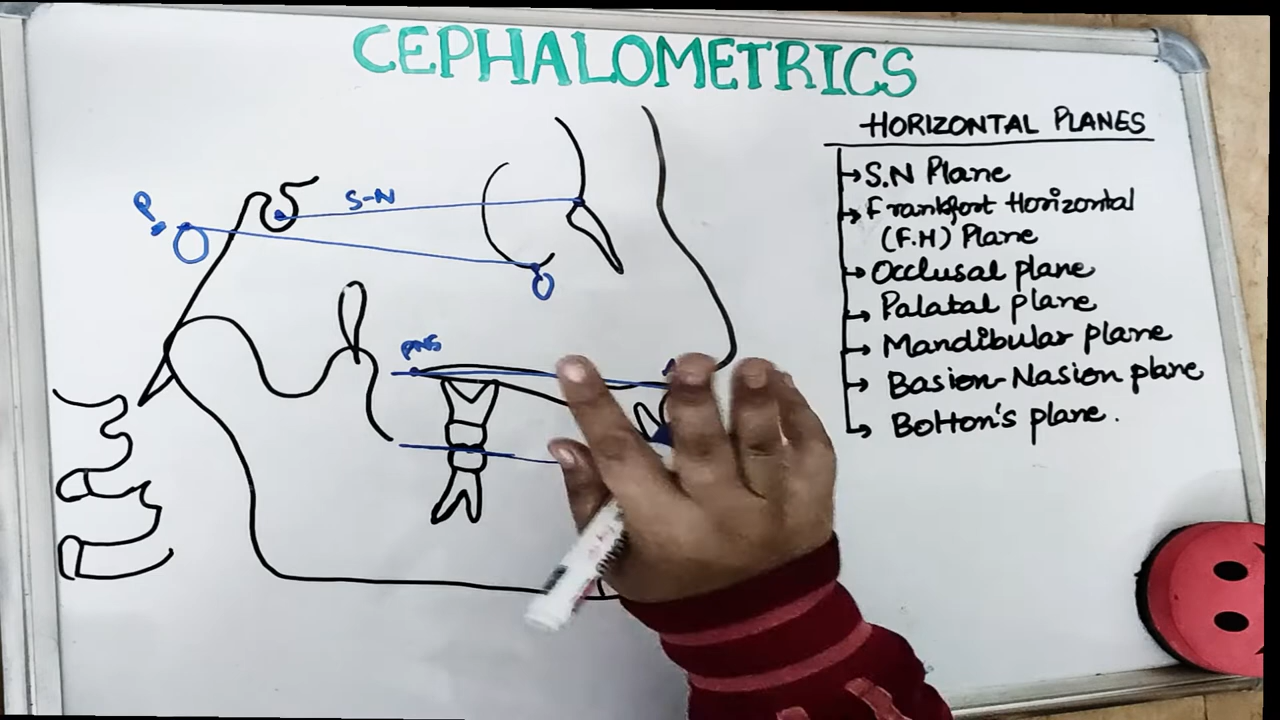 CEPHALOMETRICS
HORIZONTAL PLANES
S.N Plane
Frankfort Horizontal
(F.H) Plane
Occlusal plane
Palatal plane
Mandibular plane
Basion-Nasion plane
Bolton's plane.
P
S-N
O
PNS